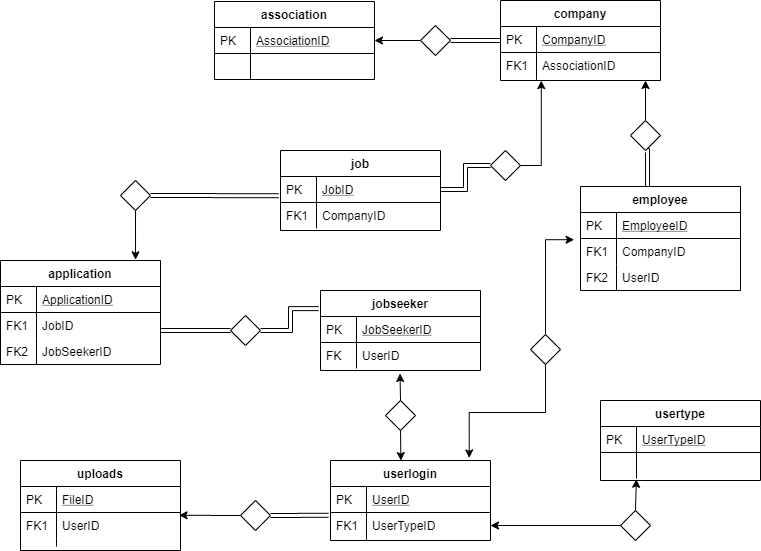 association
PK AssociationID
company
PK CompanyID
FK1 AssociationID
job
PK JobID
FK1 CompanyID
employee
PK EmployeeID
FK1 CompanyID
FK2 UserID
application
PK ApplicationID
FK1 JobID
FK2 JobSeekerID
jobseeker
PK JobSeekerID
FK UserID
usertype
PK UserTypeID
uploads
PK FileID
FK1 UserID
userlogin
PK UserID
FK1 UserTypeID